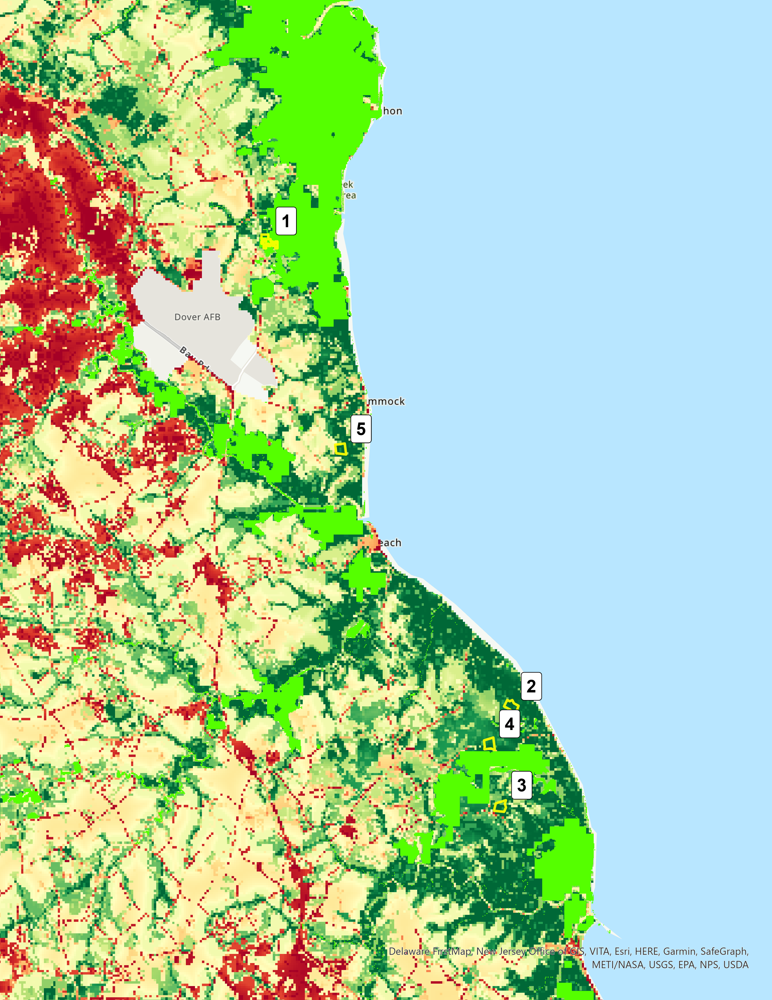 hon
ek
rea
1
Dover AFB
Bay Rd
mmock
5
each
2
4
3
Delaware FirstMap, New Jersey Office of GIS, VITA, Esri, HERE, Garmin, SafeGraph,
METI/NASA, USGS, EPA, NPS, USDA